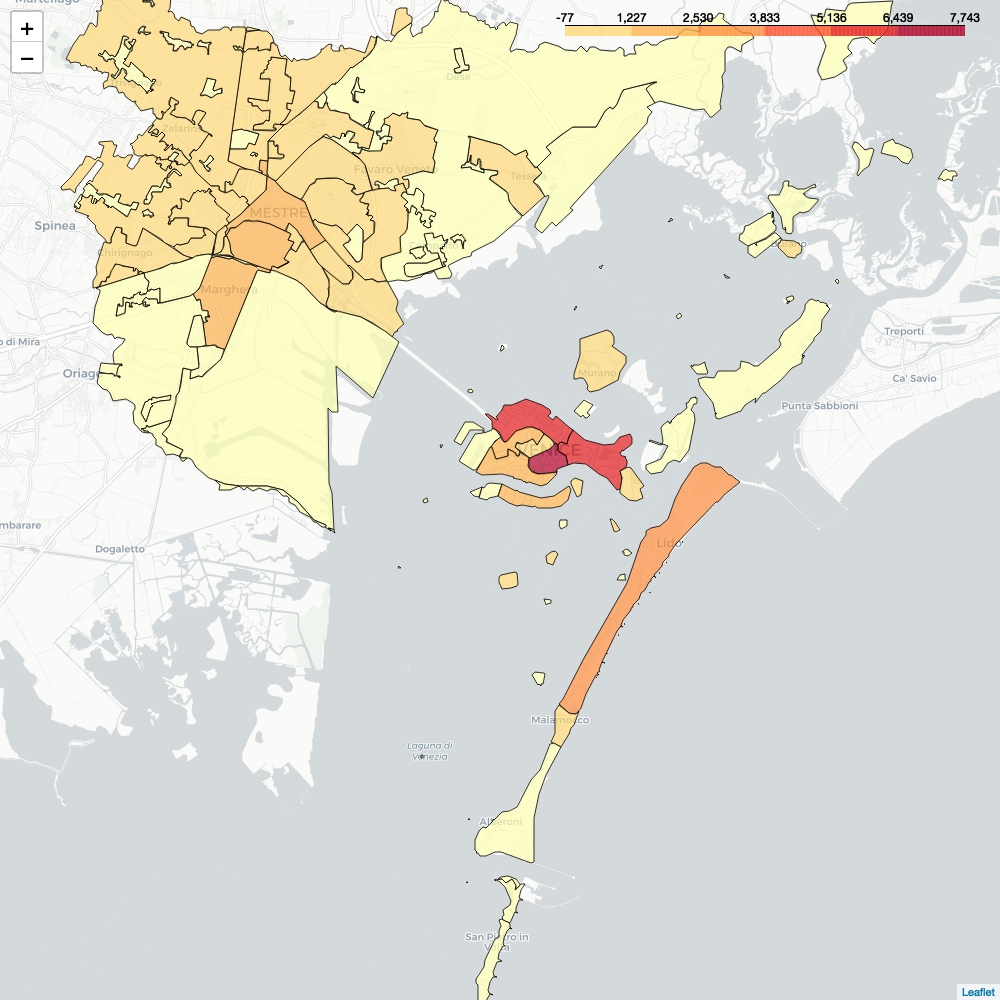 Martellago
+
−
-77 1,227 2,530 3,833 5,136 6,439 7,743
Dese
Zelarino
Favaro Veneto
Tessera
MESTRE
Spinea
Chirignago
Burano
Marghera
Treporti
o di Mira
Oriago
Murano
Ca' Savio
Punta Sabbioni
VENICE
mbarare
Dogaletto
Lido
Malamocco
Laguna di
Venezia
Alberoni
San Pietro in
Volta
Leaflet